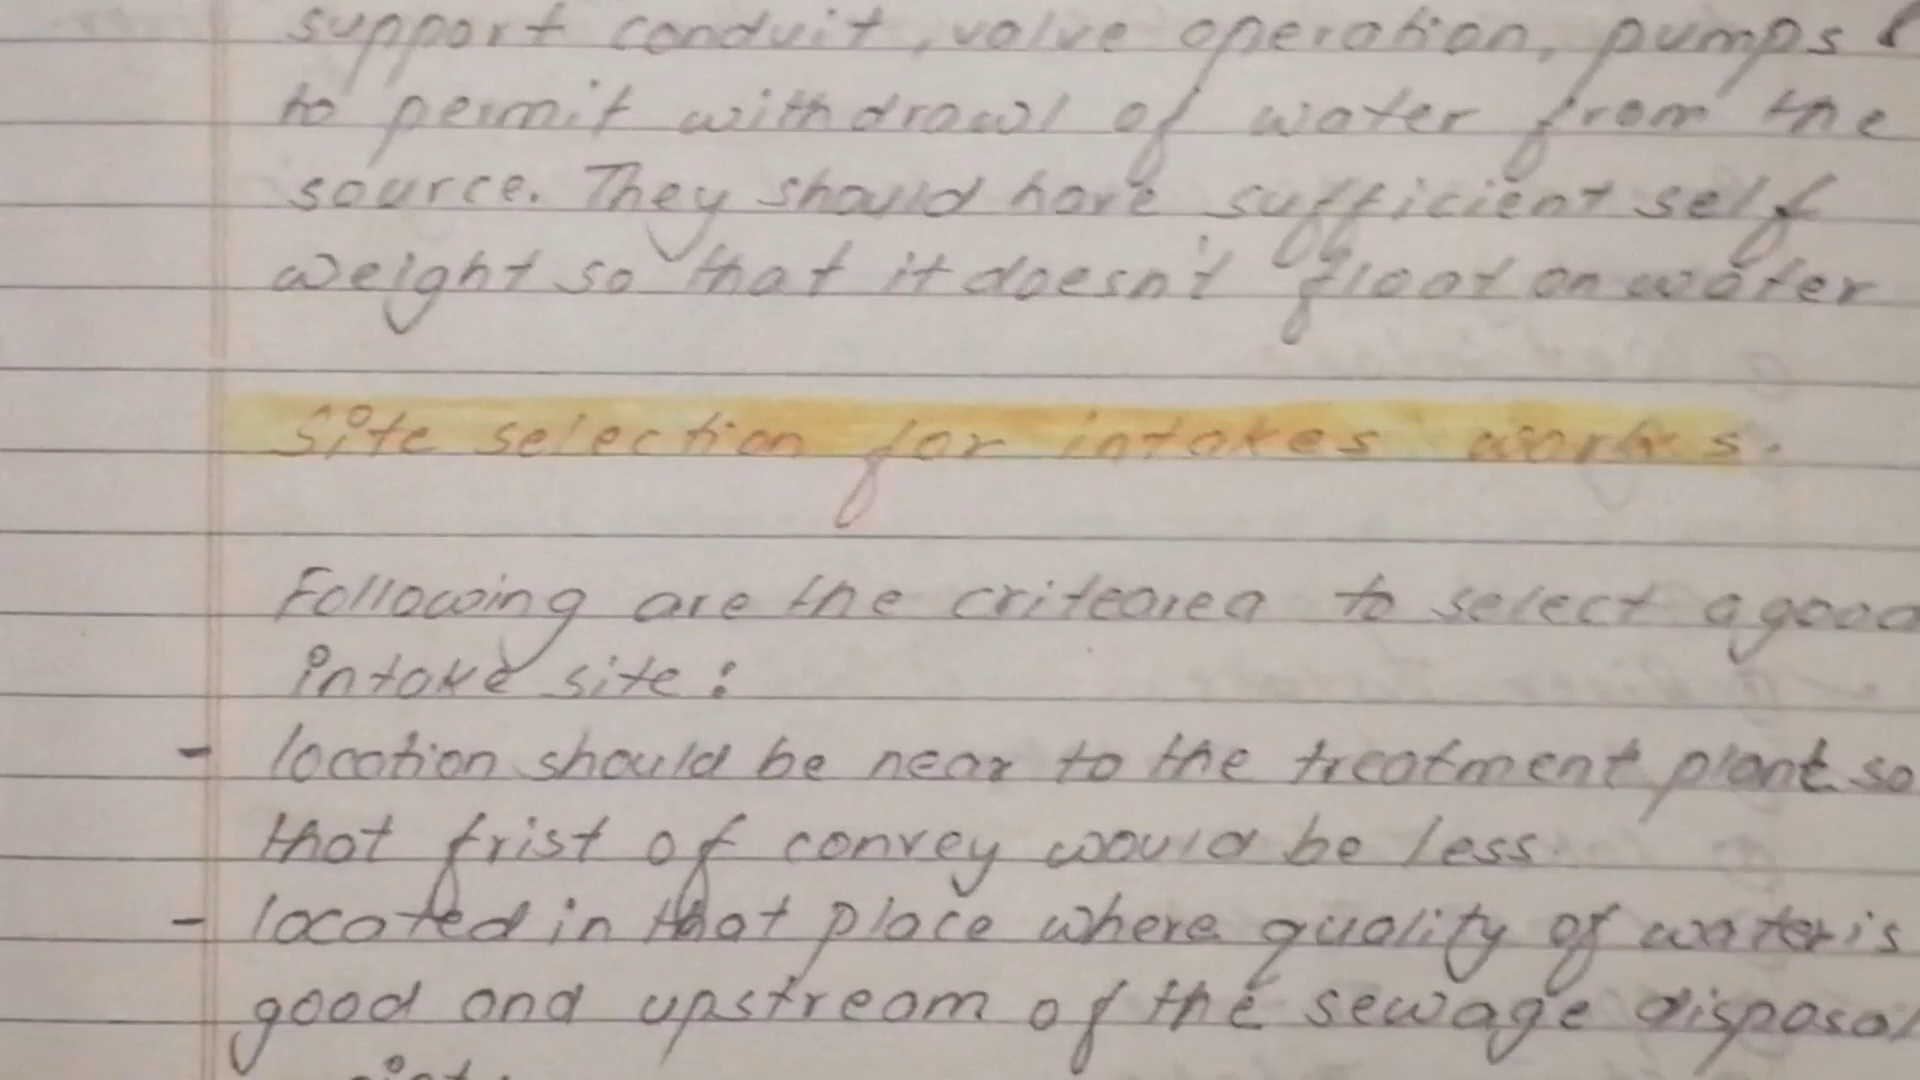 support conduit, valve operation, pumps &
to permit withdrawl of water from the
source. They should have sufficient self
weight so that it doesn't float on water
Site selection for intakes works.
Following are the critearea to select a good
intake site:
- location should be near to the treatment plant so
that frist of convey would be less
- located in that place where quality of water is
good and upstream of the sewage disposal